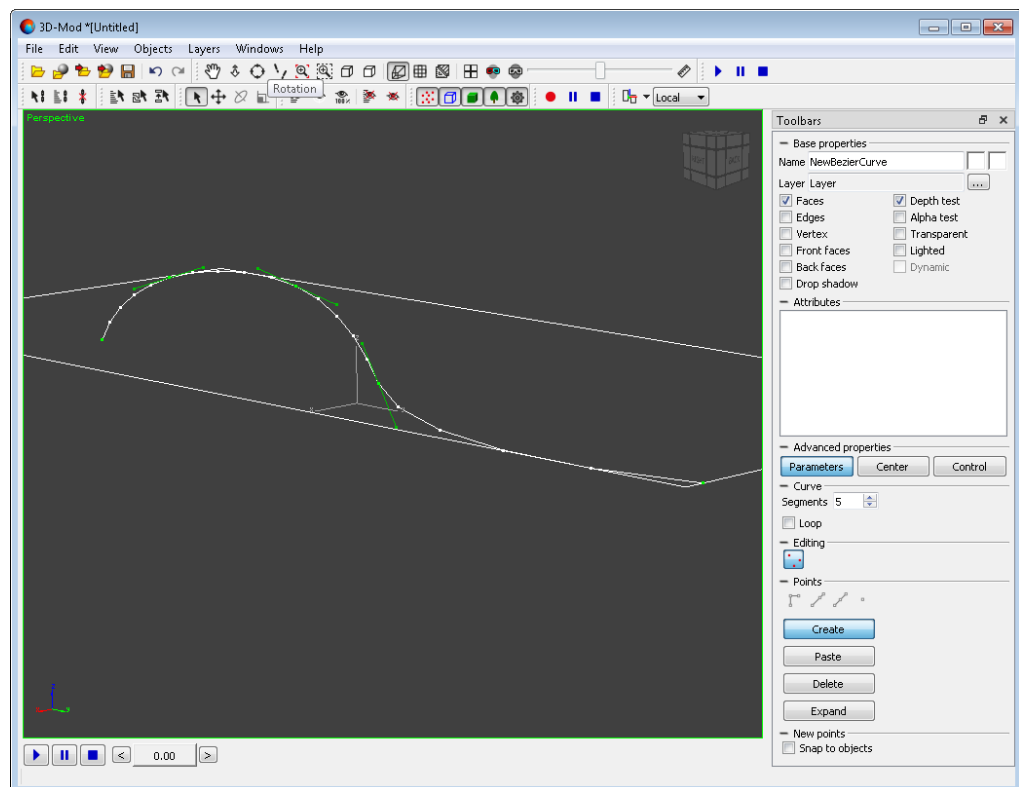 3D-Mod *[Untitled]
File Edit View Objects Layers Windows Help
Rotation
100%
Local
Perspective
Toolbars
Base properties
Name NewBezierCurve
Layer Layer
...
Faces Depth test
Edges Alpha test
Vertex Transparent
Front faces Lighted
Back faces Dynamic
Drop shadow
Attributes
Advanced properties
Parameters Center Control
Curve
Segments 5
Loop
Editing
Points
Create
Paste
Delete
Expand
New points
Snap to objects
< 0.00 >